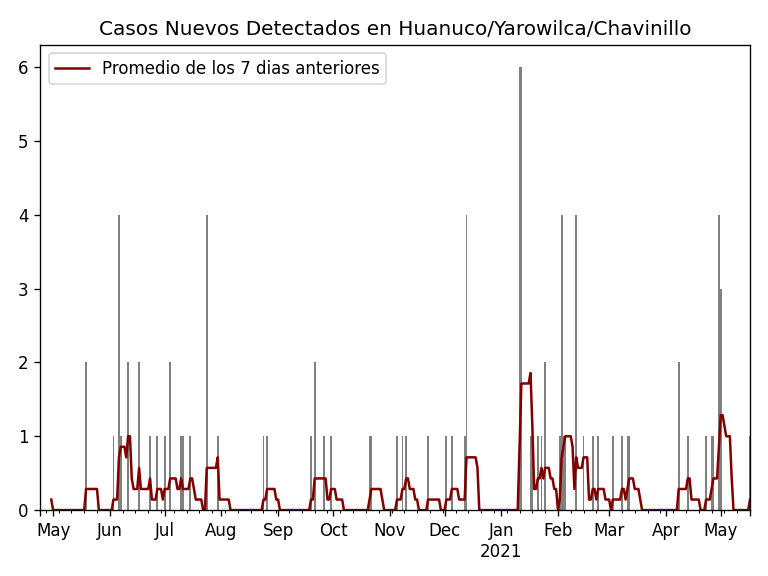 Casos Nuevos Detectados en Huanuco/Yarowilca/Chavinillo
Promedio de los 7 dias anteriores
6
5
4
3
2
1
0
May Jun Jul Aug Sep Oct Nov Dec Jan Feb Mar Apr May
2021